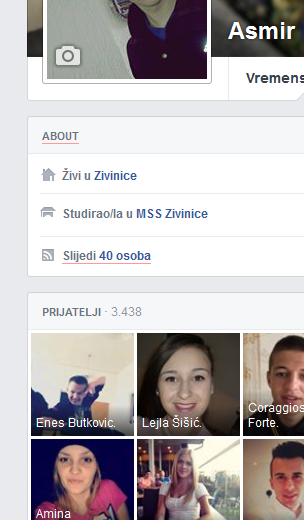 Asmir
Vremens
ABOUT
Živi u Zivinice
Studirao/la u MSS Zivinice
Slijedi 40 osoba
PRIJATELJI · 3.438
Enes Butkovic.
Lejla Šišić.
Coraggios
Forte.
Amina